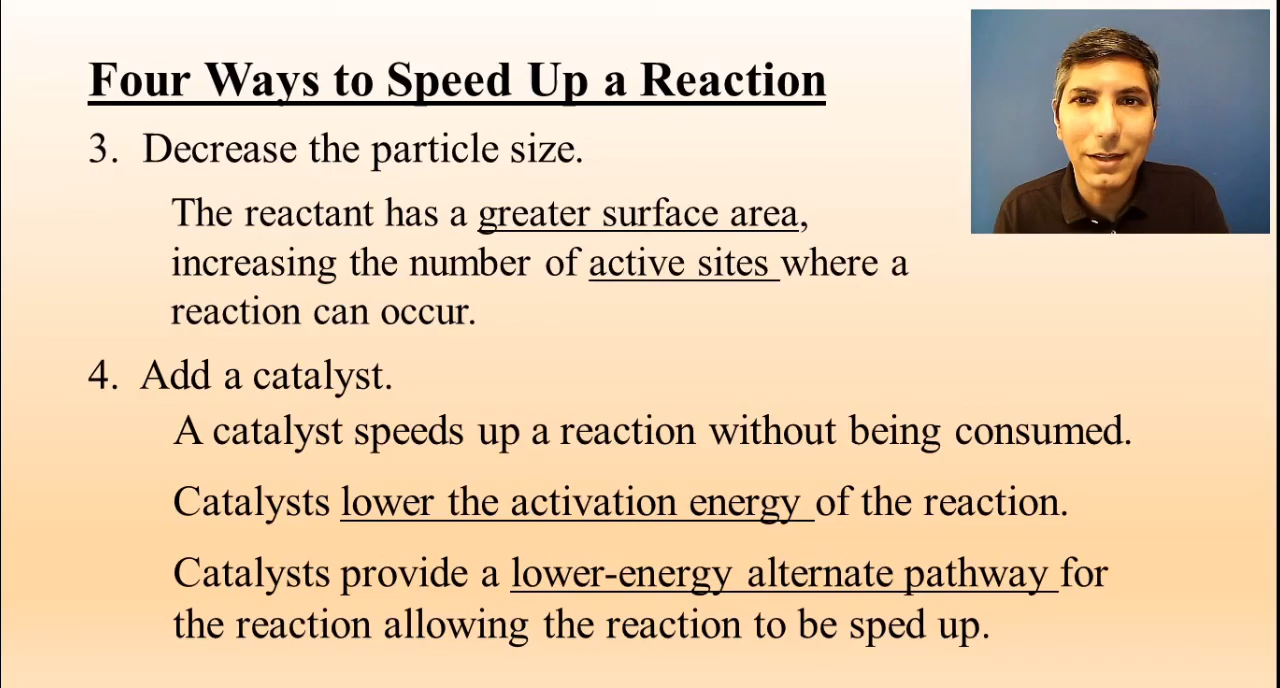 Four Ways to Speed Up a Reaction
3. Decrease the particle size.
The reactant has a greater surface area,
increasing the number of active sites where a
reaction can occur.
4. Add a catalyst.
A catalyst speeds up a reaction without being consumed.
Catalysts lower the activation energy of the reaction.
Catalysts provide a lower-energy alternate pathway for
the reaction allowing the reaction to be sped up.